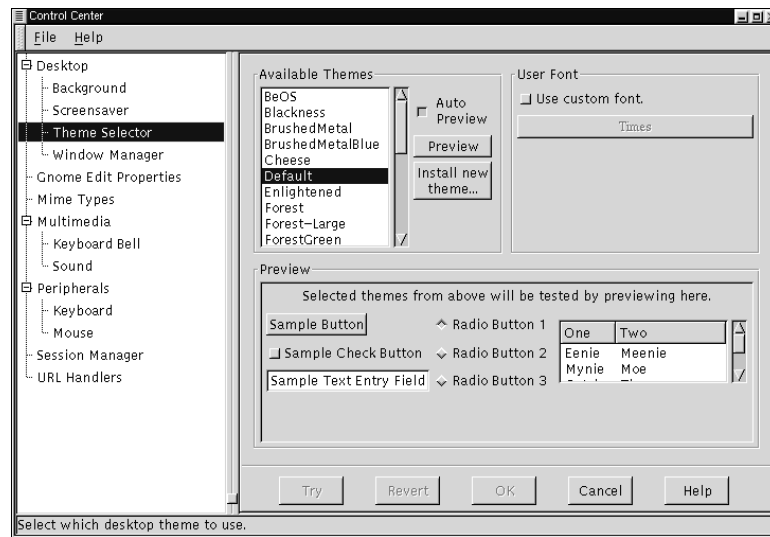 Control Center
File Help
Desktop
Background
Screensaver
Theme Selector
Window Manager
Gnome Edit Properties
Mime Types
Multimedia
Keyboard Bell
Sound
Peripherals
Keyboard
Mouse
Session Manager
URL Handlers
Available Themes
BeOS
Blackness
BrushedMetal
BrushedMetalBlue
Cheese
Default
Enlightened
Forest
Forest-Large
ForestGreen
Auto
Preview
Preview
Install new
theme...
User Font
Use custom font.
Times
Preview
Selected themes from above will be tested by previewing here.
Sample Button
Sample Check Button
Sample Text Entry Field
Radio Button 1
Radio Button 2
Radio Button 3
One Two
Eenie Meenie
Mynie Moe
Try Revert OK Cancel Help
Select which desktop theme to use.